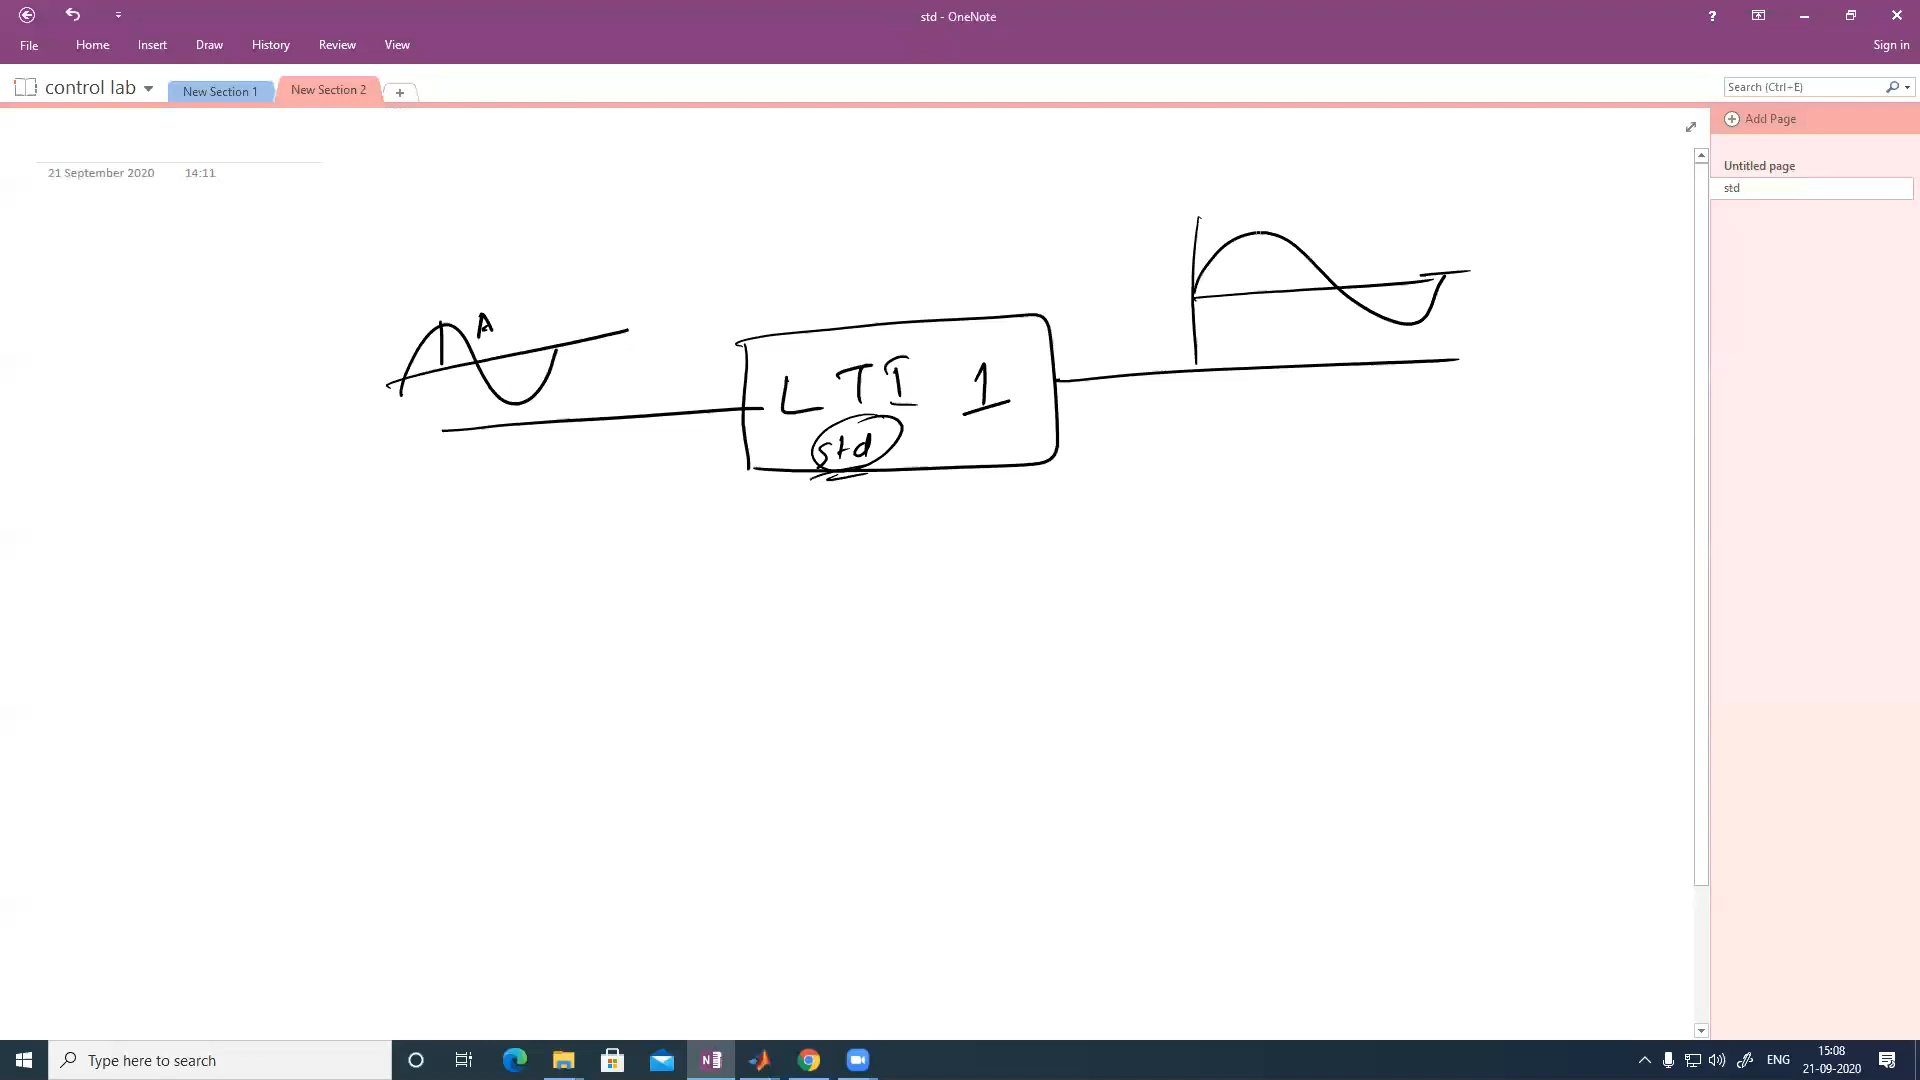 std - OneNote
?
File Home Insert Draw History Review View
Sign in
control lab New Section 1 New Section 2 +
Search (Ctrl+E)
Add Page
21 September 2020 14:11
Untitled page
std
A
LTI 1
std
Type here to search
ENG
15:08
21-09-2020